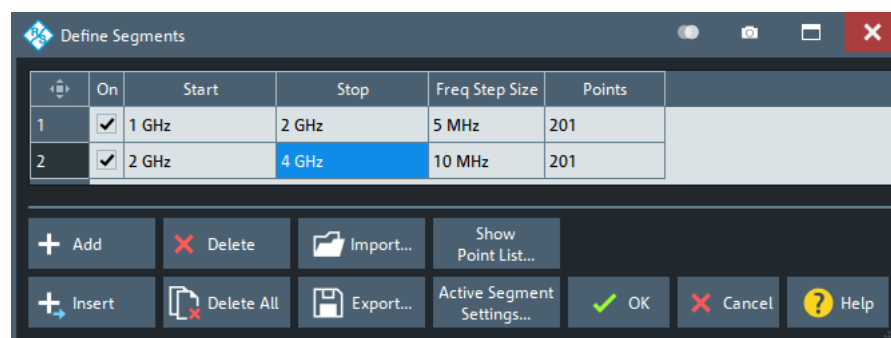 Define Segments
On Start Stop Freq Step Size Points
1 1 GHz 2 GHz 5 MHz 201
2 2 GHz 4 GHz 10 MHz 201
Add Delete Import... Show
Point List...
Insert Delete All Export... Active Segment
Settings... OK Cancel ? Help